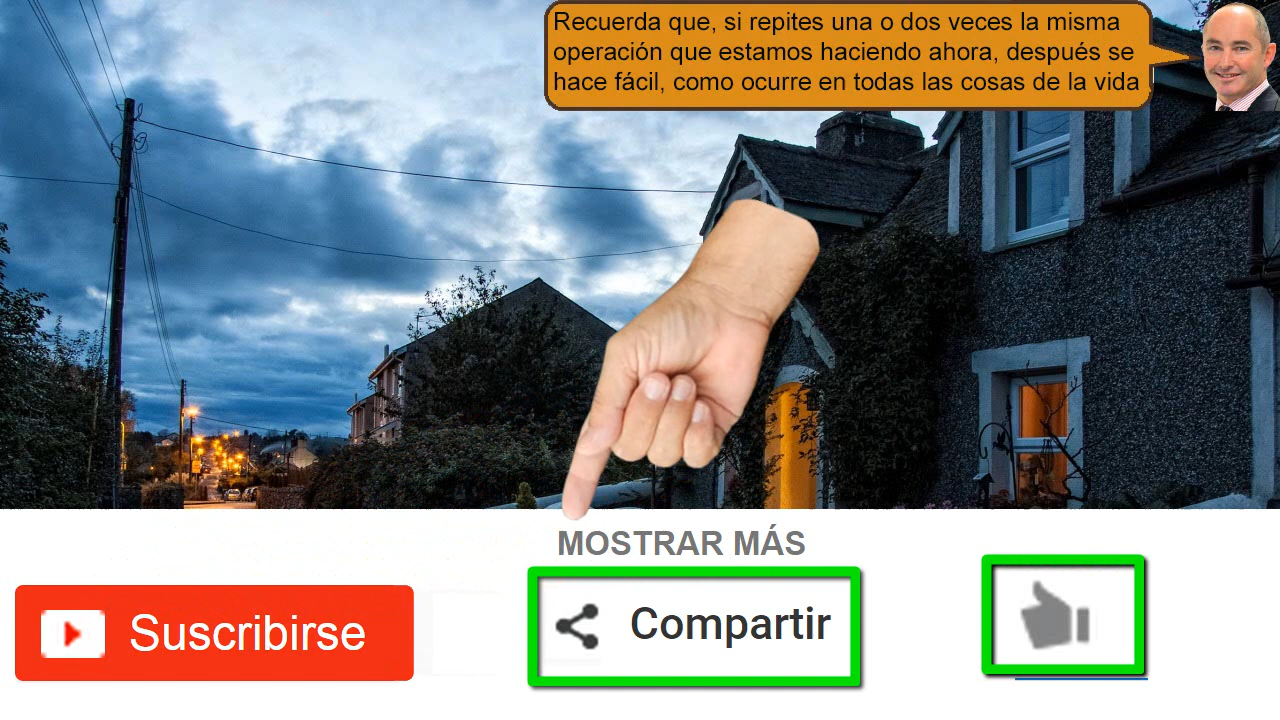 Recuerda que, si repites una o dos veces la misma
operación que estamos haciendo ahora, después se
hace fácil, como ocurre en todas las cosas de la vida
MOSTRAR MÁS
Suscribirse
Compartir